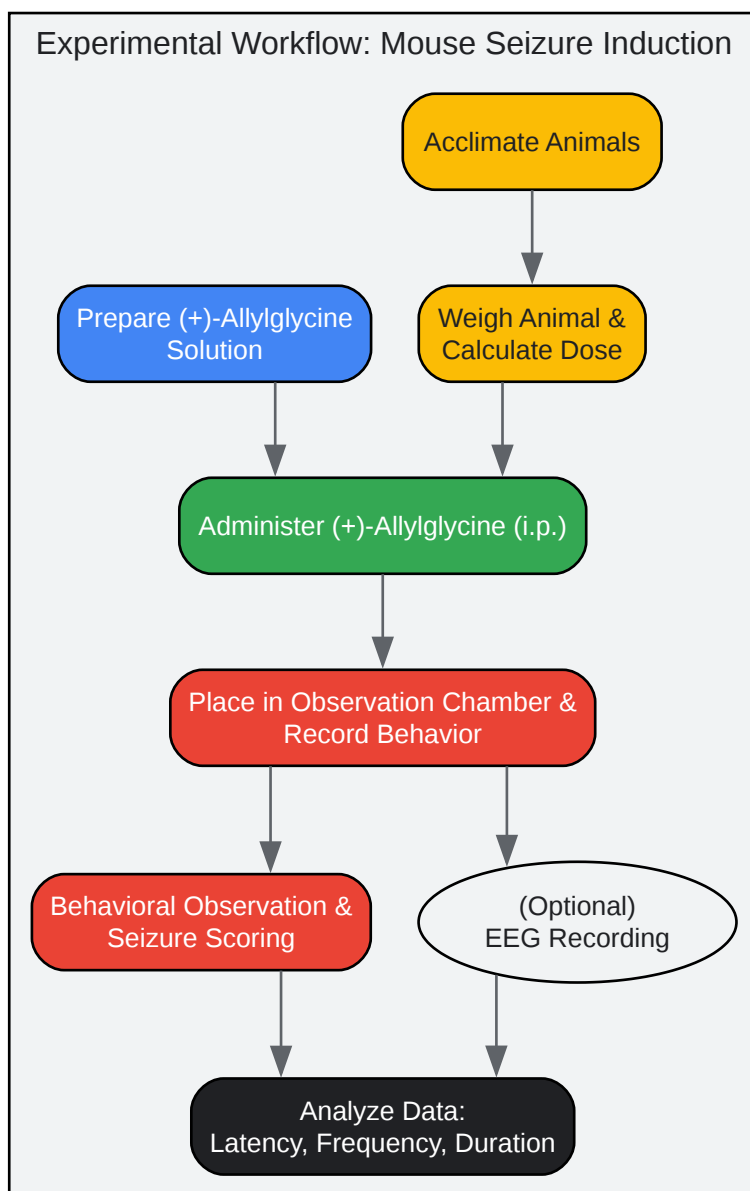 Experimental Workflow: Mouse Seizure Induction
Acclimate Animals
Prepare (+)-Allylglycine
Solution
Weigh Animal &
Calculate Dose
Administer (+)-Allylglycine (i.p.)
Place in Observation Chamber &
Record Behavior
Behavioral Observation &
Seizure Scoring
(Optional)
EEG Recording
Analyze Data:
Latency, Frequency, Duration